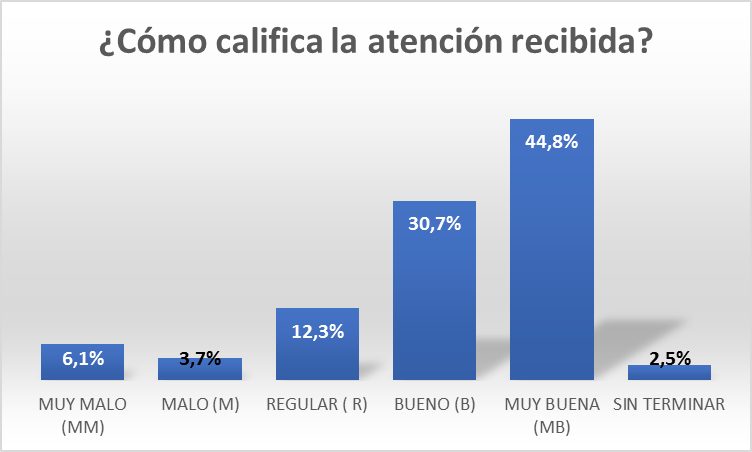 ¿Cómo califica la atención recibida?
44,8%
30,7%
12,3%
6,1%
3,7%
2,5%
MUY MALO
(MM)
MALO (M)
REGULAR ( R)
BUENO (B)
MUY BUENA
(MB)
SIN TERMINAR